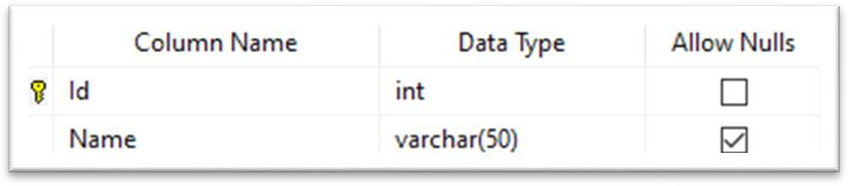 Column Name Data Type Allow Nulls
Id int
Name varchar(50)